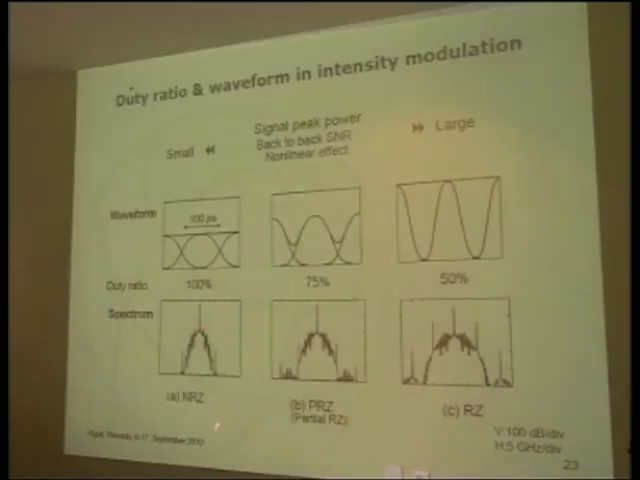 Duty ratio & waveform in intensity modulation
Signal peak power
Back to back SNR
Nonlinear effect
Small
Large
Waveform
100 ps
Duty ratio
100%
75%
50%
Spectrum
(a) NRZ
(b) PRZ
(Partial RZ)
(c) RZ
September 2010
V:100 dB/div
H:5 GHz/div
23